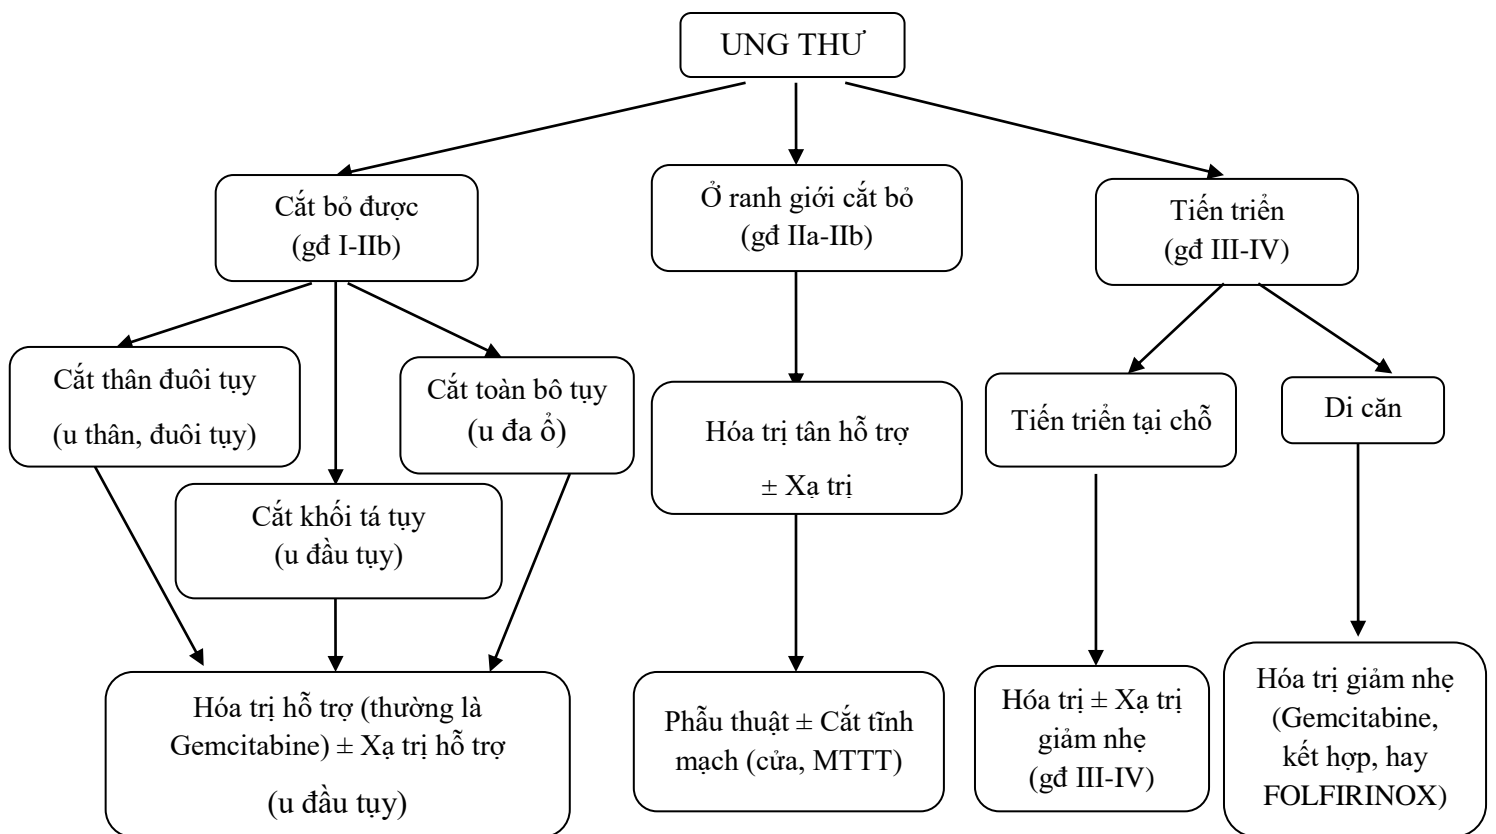 UNG THƯ
Cắt bỏ được
(gđ I-IIb)
Ở ranh giới cắt bỏ
(gđ IIa-IIb)
Tiến triển
(gđ III-IV)
Cắt thân đuôi tụy
(u thân, đuôi tụy)
Cắt toàn bô tụy
(u đa ổ)
Cắt khối tá tụy
(u đầu tụy)
Hóa trị tân hỗ trợ
± Xạ trị
Tiến triển tại chỗ
Di căn
Hóa trị hỗ trợ (thường là
Gemcitabine) ± Xạ trị hỗ trợ
(u đầu tụy)
Phẫu thuật ± Cắt tĩnh
mạch (cửa, MTTT)
Hóa trị ± Xạ trị
giảm nhẹ
(gđ III-IV)
Hóa trị giảm nhẹ
(Gemcitabine,
kết hợp, hay
FOLFIRINOX)